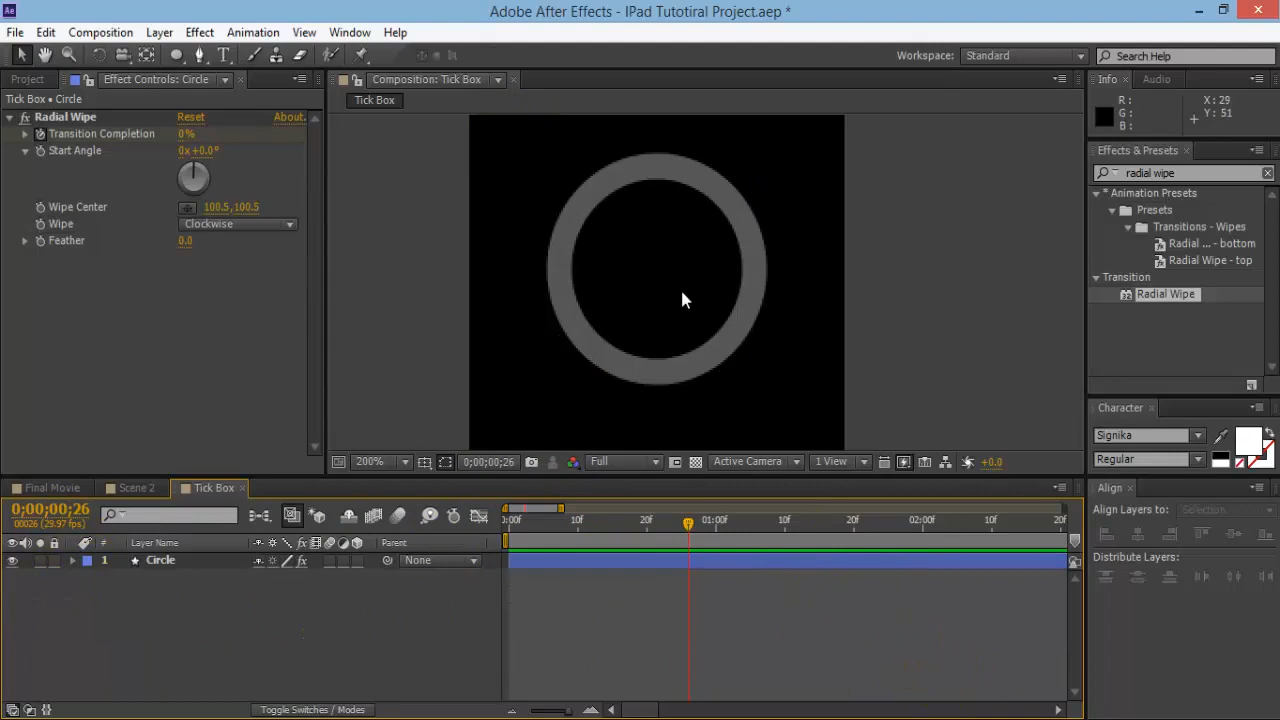 Adobe After Effects - IPad Tutotiral Project.aep *
File Edit Composition Layer Effect Animation View Window Help
Workspace: Standard Search Help
Project Effect Controls: Circle Composition: Tick Box Info Audio
Tick Box • Circle
Tick Box
R: X: 29
G: Y: 51
B:
fx Radial Wipe Reset About.
Transition Completion 0%
Start Angle 0x+0.0°
Wipe Center 100.5,100.5
Wipe Clockwise
Feather 0.0
Effects & Presets
radial wipe
* Animation Presets
Presets
Transitions - Wipes
Radial ... - bottom
Radial Wipe - top
Transition
Radial Wipe
Character
Signika
Regular
200% 0;00;00;26 Full Active Camera 1 View +0.0
Final Movie Scene 2 Tick Box
Align
0;00;00;26
00026 (29.97 fps)
0:00f 10f 20f 01:00f 10f 20f 02:00f 10f 20f
Align Layers to: Selection
# Layer Name Parent
1 Circle None
Distribute Layers:
Toggle Switches / Modes